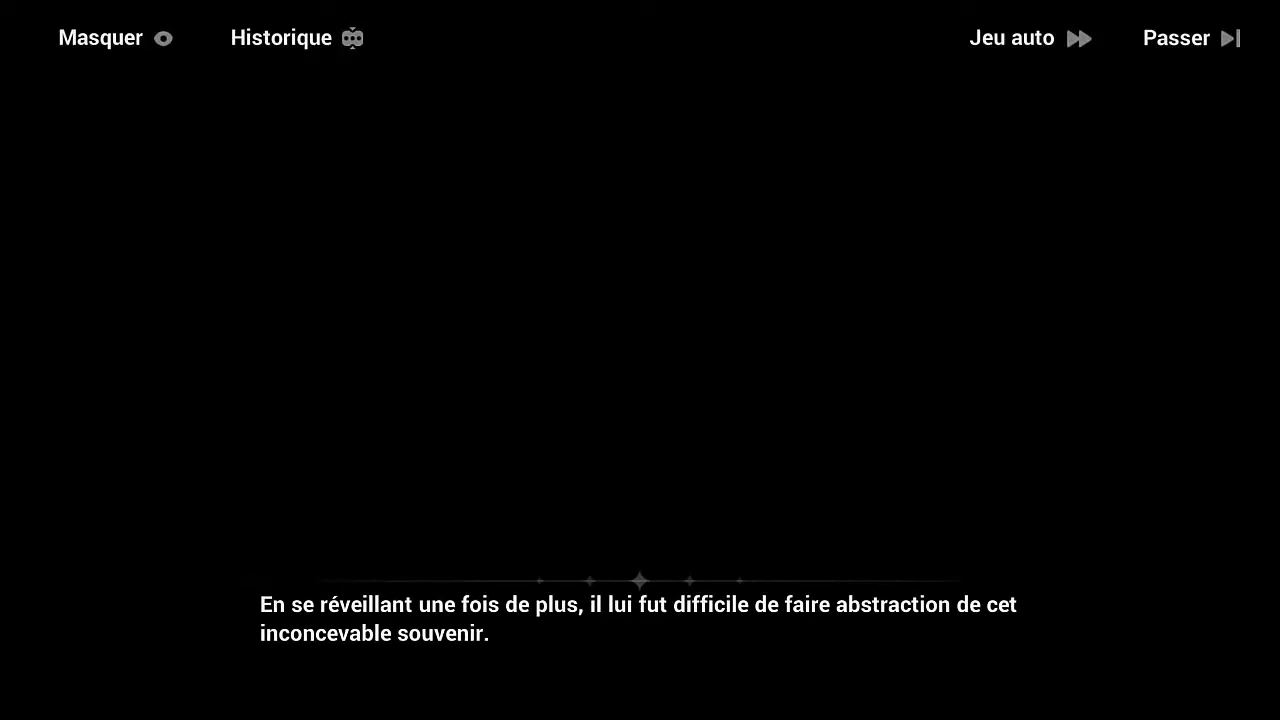 Masquer Historique Jeu auto Passer
En se réveillant une fois de plus, il lui fut difficile de faire abstraction de cet
inconcevable souvenir.